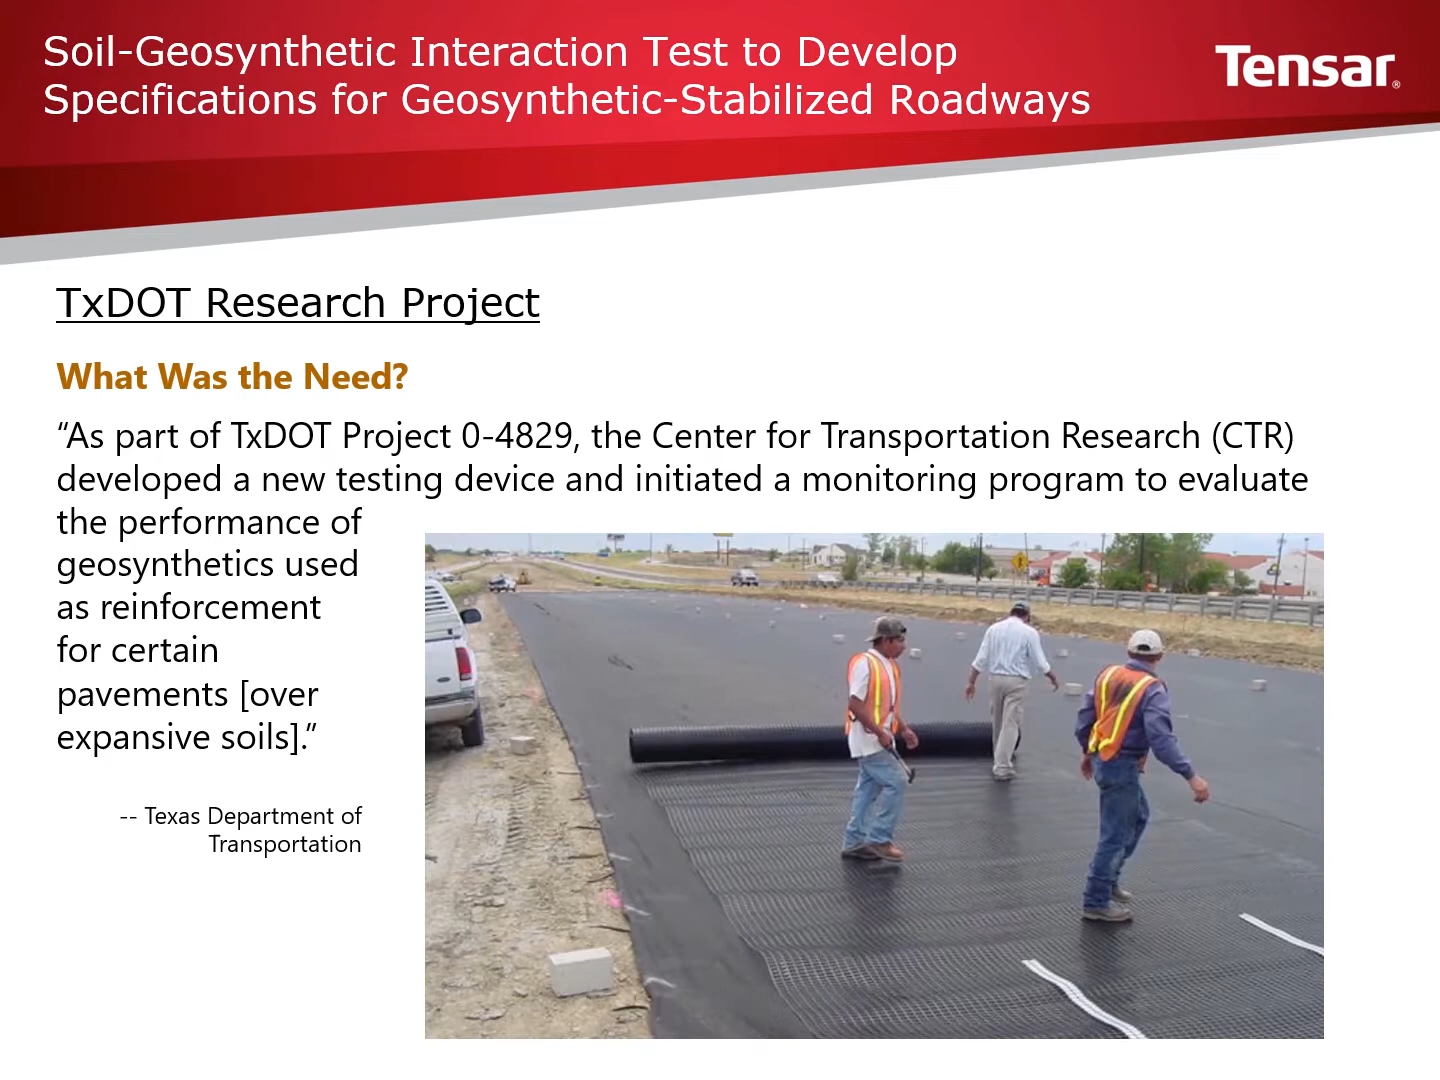 Soil-Geosynthetic Interaction Test to Develop
Specifications for Geosynthetic-Stabilized Roadways
Tensar®
TxDOT Research Project
What Was the Need?
“As part of TxDOT Project 0-4829, the Center for Transportation Research (CTR)
developed a new testing device and initiated a monitoring program to evaluate
the performance of
geosynthetics used
as reinforcement
for certain
pavements [over
expansive soils].”
-- Texas Department of
Transportation